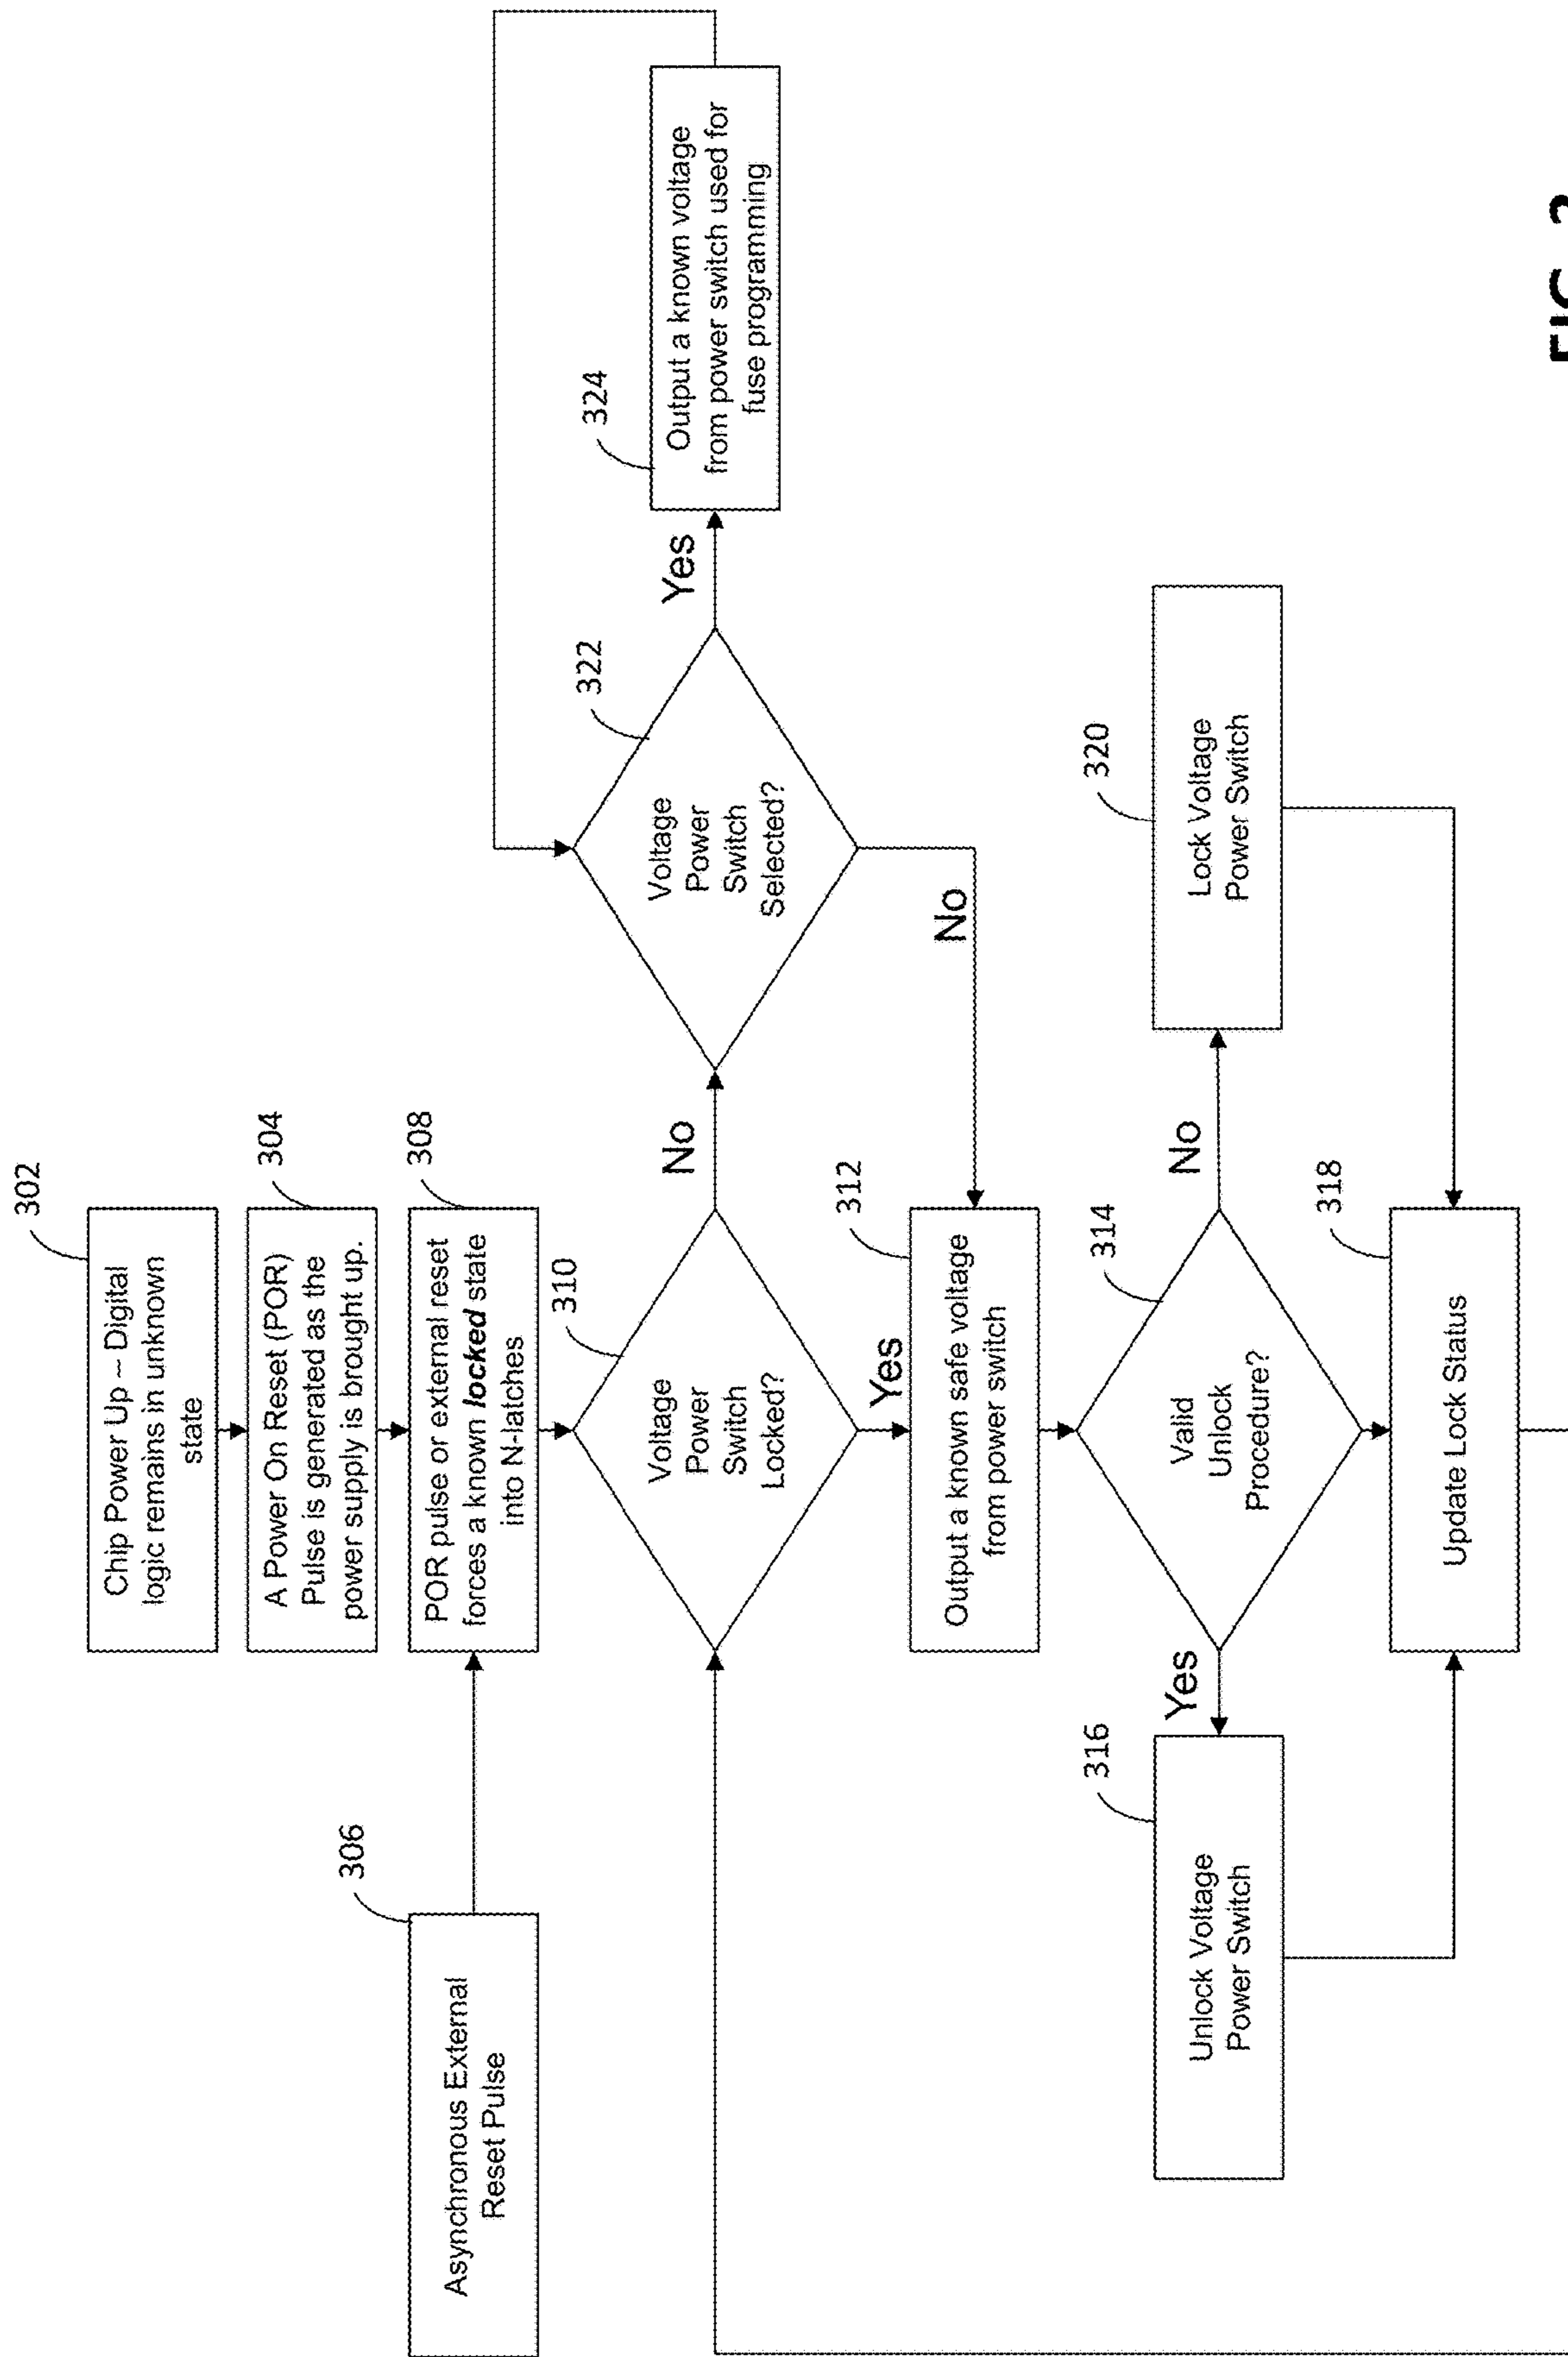 302
Chip Power Up – Digital
logic remains in unknown
state
304
A Power On Reset (POR)
Pulse is generated as the
power supply is brought up.
306
Asynchronous External
Reset Pulse
308
POR pulse or external reset
forces a known locked state
into N-latches
310
Voltage
Power
Switch
Locked?
No
322
Voltage
Power
Switch
Selected?
Yes
324
Output a known voltage
from power switch used for
fuse programming
Yes
No
312
Output a known safe voltage
from power switch
314
Valid
Unlock
Procedure?
Yes
316
Unlock Voltage
Power Switch
No
320
Lock Voltage
Power Switch
318
Update Lock Status